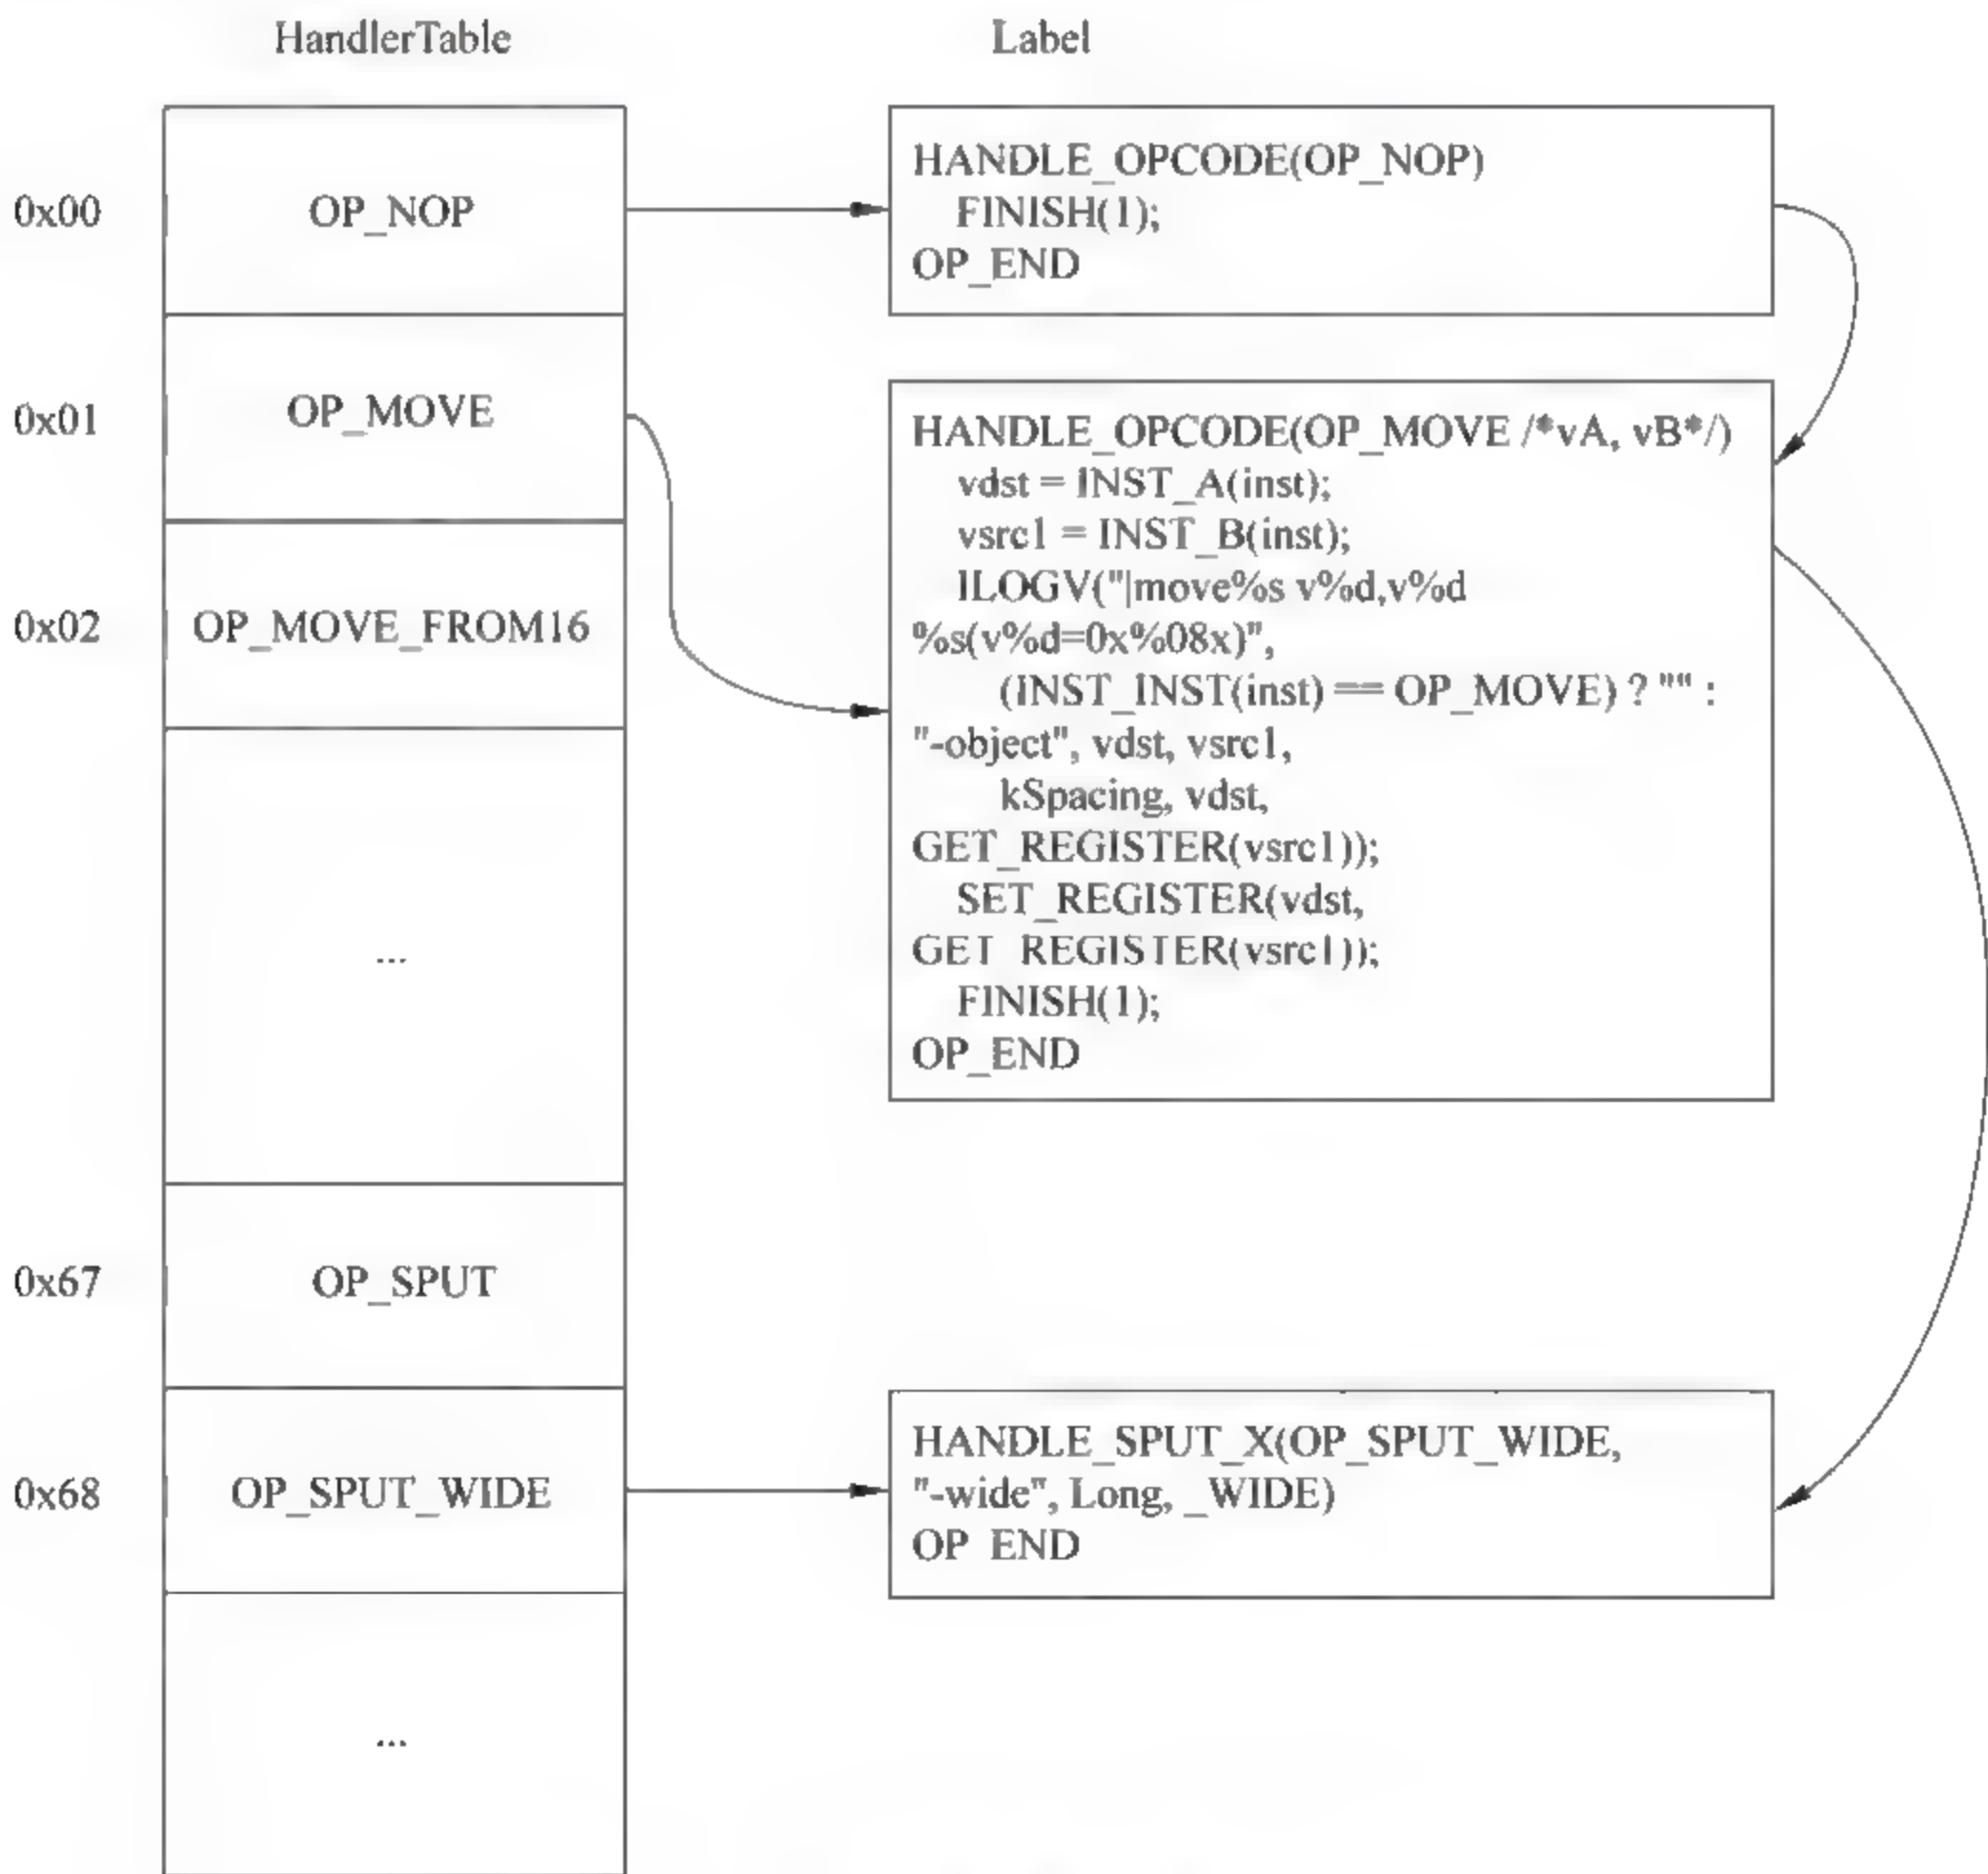 HandlerTable
Label
0x00
OP_NOP
HANDLE_OPCODE(OP_NOP)
FINISH(1);
OP_END
0x01
OP_MOVE
0x02
OP_MOVE_FROM16
...
HANDLE_OPCODE(OP_MOVE /*vA, vB*/)
vdst = INST_A(inst);
vsrc1 = INST_B(inst);
ILOGV("|move%s v%d,v%d
%s(v%d=0x%08x)",
(INST_INST(inst) == OP_MOVE) ? "" :
"-object", vdst, vsrc1,
kSpacing, vdst,
GET_REGISTER(vsrc1));
SET_REGISTER(vdst,
GET_REGISTER(vsrc1));
FINISH(1);
OP_END
0x67
OP_SPUT
0x68
OP_SPUT_WIDE
HANDLE_SPUT_X(OP_SPUT_WIDE,
"-wide", Long, _WIDE)
OP_END
...